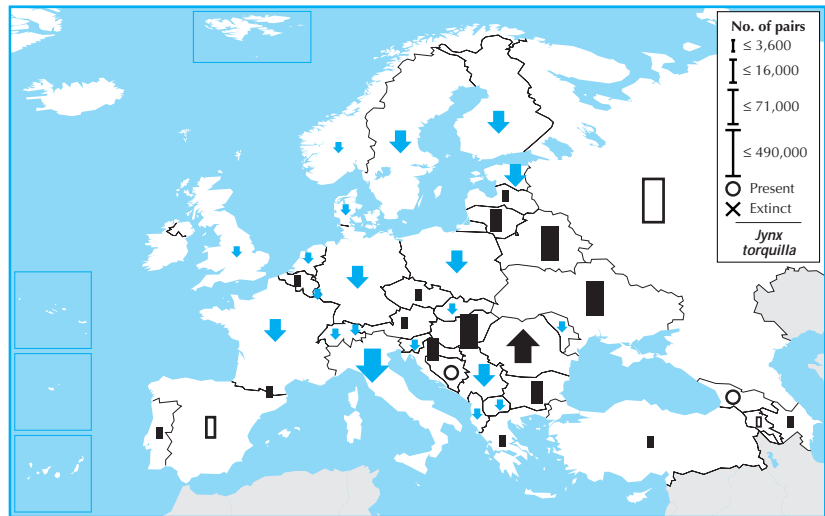 No. of pairs
≤ 3,600
≤ 16,000
≤ 71,000
≤ 490,000
Present
Extinct
Jynx
torquilla